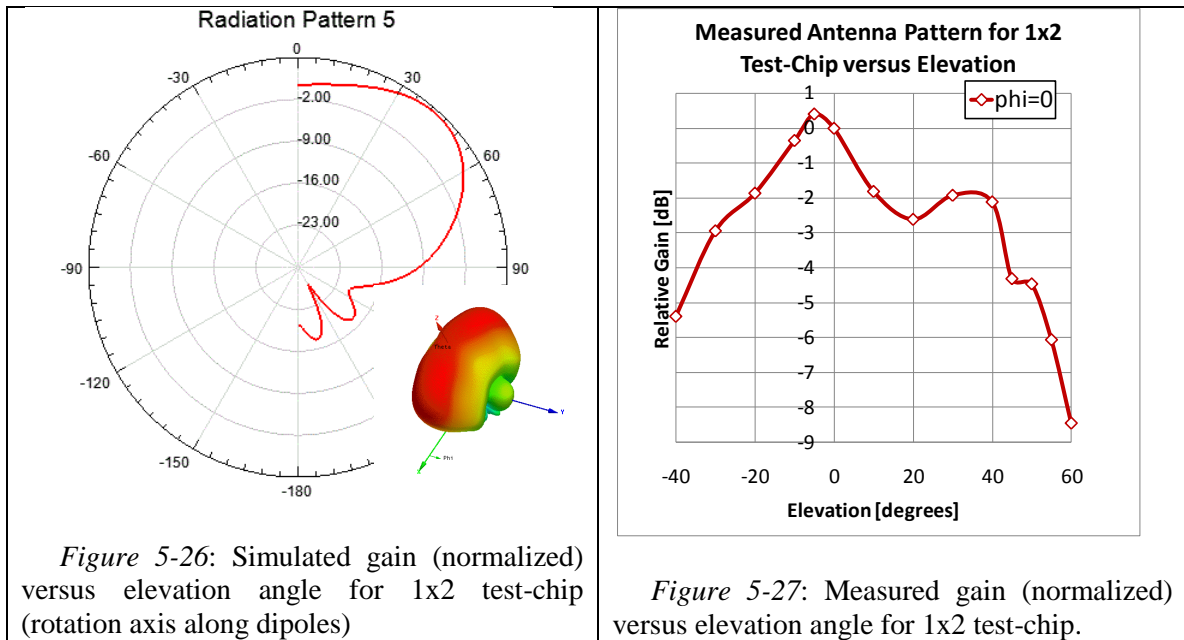 Radiation Pattern 5
0
-30
30
-2.00
-9.00
-60
60
-16.00
-23.00
-90
90
-120
-150
-180
Z
Theta
Y
Phi
Figure 5-26: Simulated gain (normalized)
versus elevation angle for 1x2 test-chip
(rotation axis along dipoles)
Measured Antenna Pattern for 1x2
Test-Chip versus Elevation
phi=0
Relative Gain [dB]
1
0
-1
-2
-3
-4
-5
-6
-7
-8
-9
-40 -20 0 20 40 60
Elevation [degrees]
Figure 5-27: Measured gain (normalized)
versus elevation angle for 1x2 test-chip.